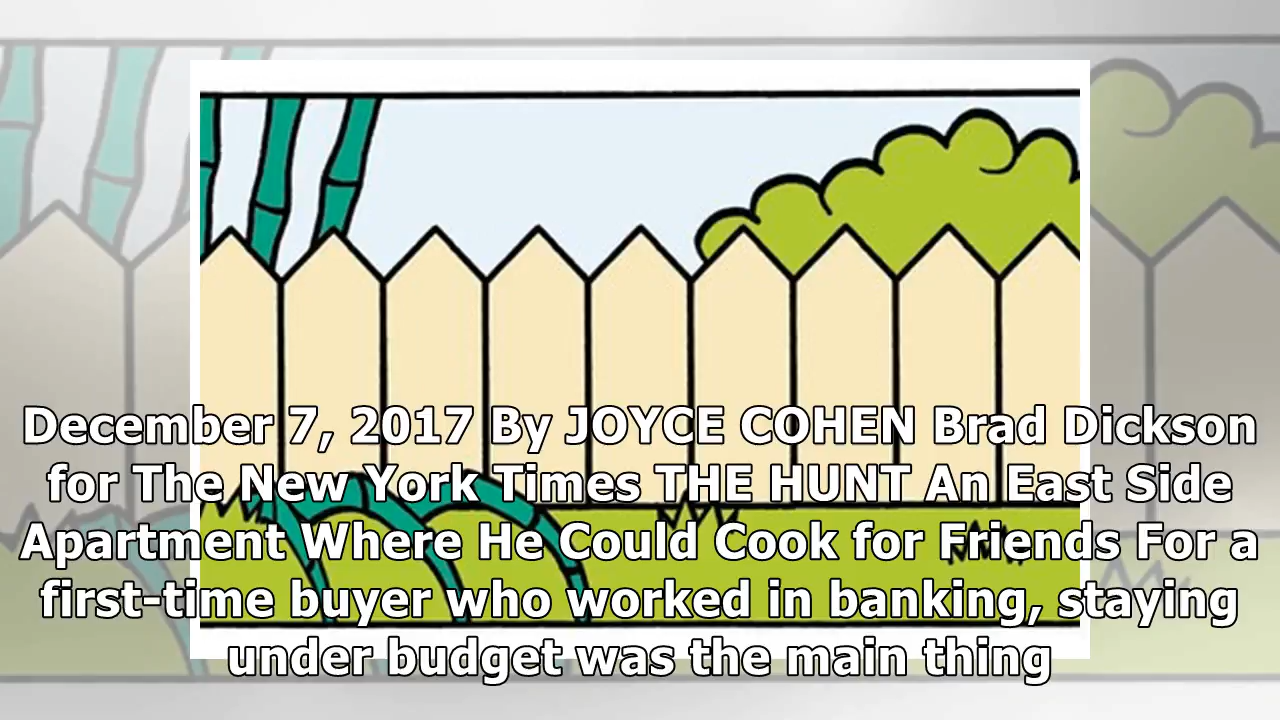 December 7, 2017 By JOYCE COHEN Brad Dickson
for The New York Times THE HUNT An East Side
Apartment Where He Could Cook for Friends For a
first-time buyer who worked in banking, staying
under budget was the main thing